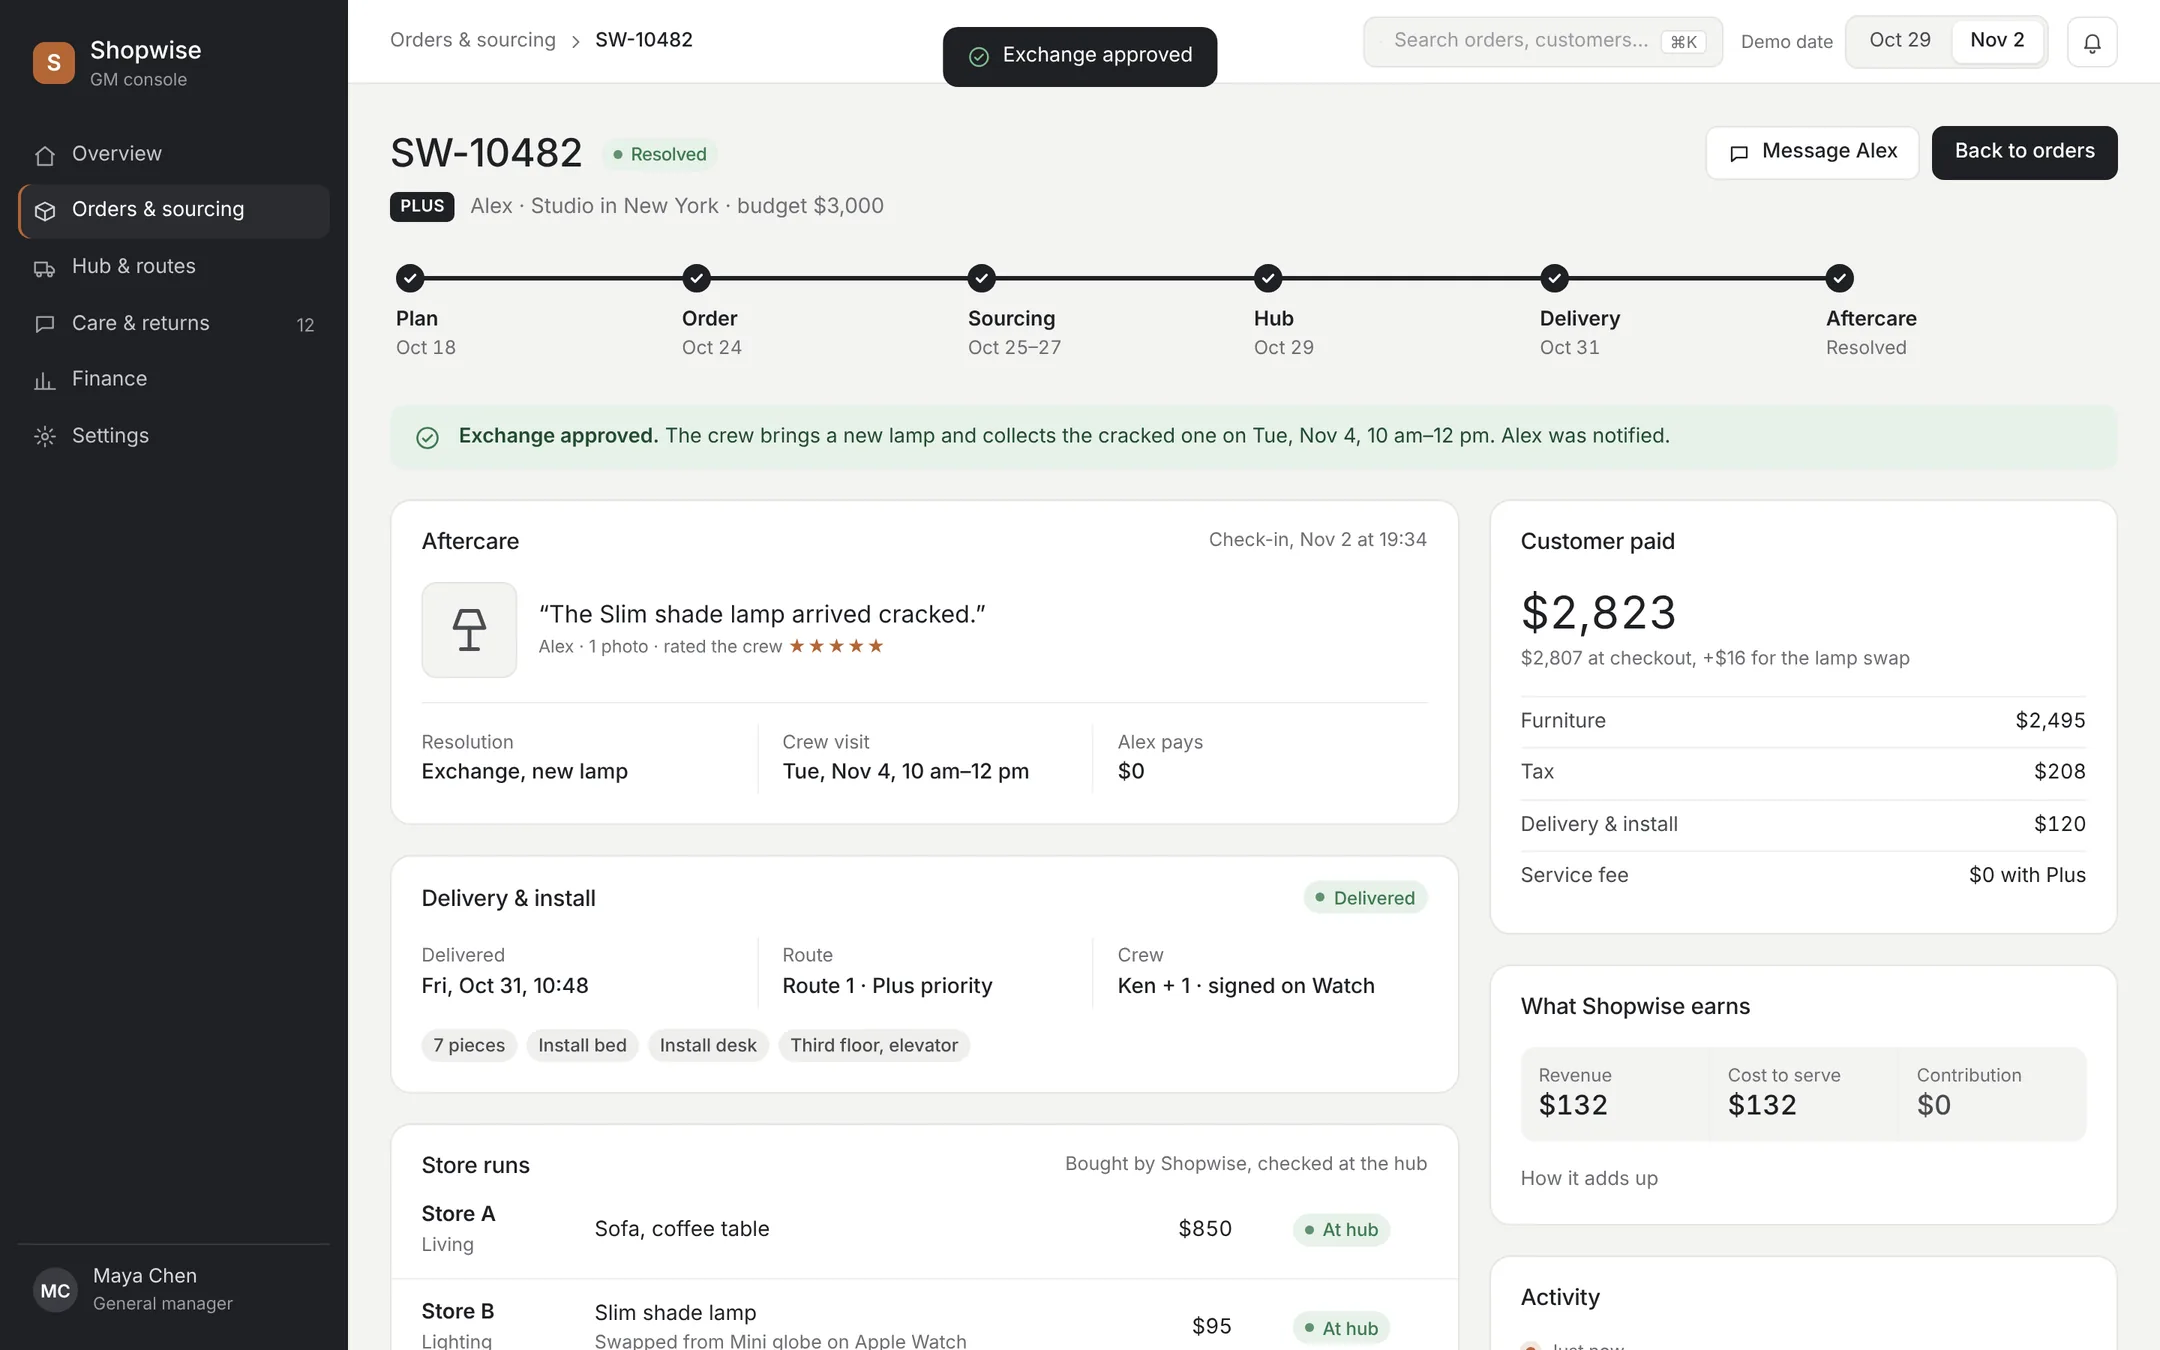 S
Shopwise
GM console
Overview
Orders & sourcing
Hub & routes
Care & returns
12
Finance
Settings
MC
Maya Chen
General manager
Orders & sourcing
SW-10482
Exchange approved
Search orders, customers...
⌘K
Demo date
Oct 29
Nov 2
SW-10482
Resolved
Message Alex
Back to orders
PLUS
Alex · Studio in New York · budget $3,000
Plan
Oct 18
Order
Oct 24
Sourcing
Oct 25–27
Hub
Oct 29
Delivery
Oct 31
Aftercare
Resolved
Exchange approved. The crew brings a new lamp and collects the cracked one on Tue, Nov 4, 10 am–12 pm. Alex was notified.
Aftercare
Check-in, Nov 2 at 19:34
“The Slim shade lamp arrived cracked.”
Alex · 1 photo · rated the crew ★★★★★
Resolution
Exchange, new lamp
Crew visit
Tue, Nov 4, 10 am–12 pm
Alex pays
$0
Delivery & install
Delivered
Delivered
Fri, Oct 31, 10:48
Route
Route 1 · Plus priority
Crew
Ken + 1 · signed on Watch
7 pieces
Install bed
Install desk
Third floor, elevator
Store runs
Bought by Shopwise, checked at the hub
Store A
Living
Sofa, coffee table
$850
At hub
Store B
Lighting
Slim shade lamp
Swapped from Mini globe on Apple Watch
$95
At hub
Customer paid
$2,823
$2,807 at checkout, +$16 for the lamp swap
Furniture
$2,495
Tax
$208
Delivery & install
$120
Service fee
$0 with Plus
What Shopwise earns
Revenue
$132
Cost to serve
$132
Contribution
$0
How it adds up
Activity
Just now